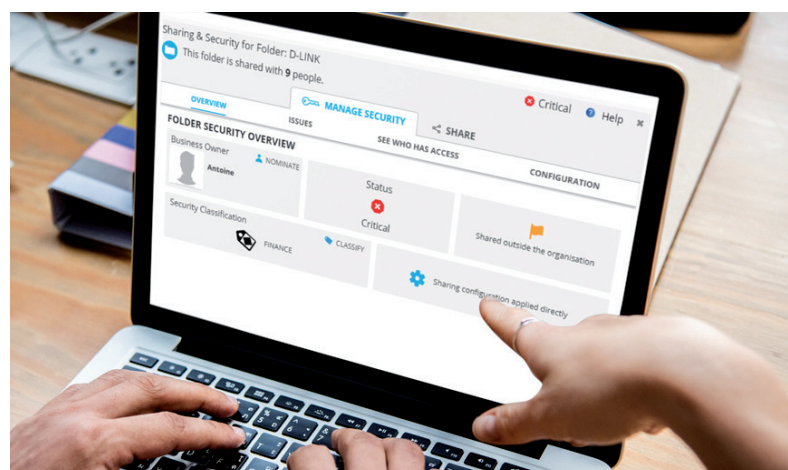 Sharing & Security for Folder: D-LINK
This folder is shared with 9 people.
Critical
Help
MANAGE SECURITY
SHARE
OVERVIEW
ISSUES
SEE WHO HAS ACCESS
CONFIGURATION
FOLDER SECURITY OVERVIEW
Business Owner
NOMINATE
Antoine
Status
Critical
Shared outside the organisation
Security Classification
FINANCE
CLASSIFY
Sharing configuration applied directly